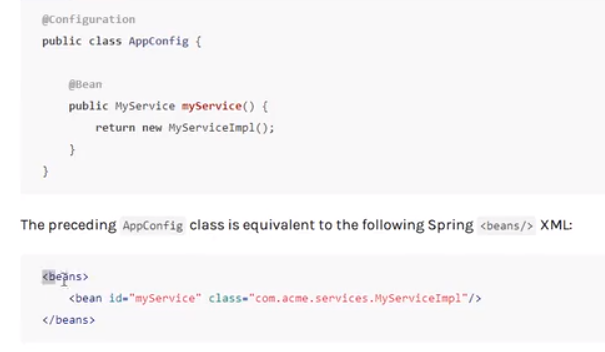 @Configuration
public class AppConfig {
@Bean
public MyService myService() {
return new MyServiceImpl();
}
}
The preceding AppConfig class is equivalent to the following Spring <beans/> XML:
<beans>
<bean id="myService" class="com.acme.services.MyServiceImpl"/>
</beans>